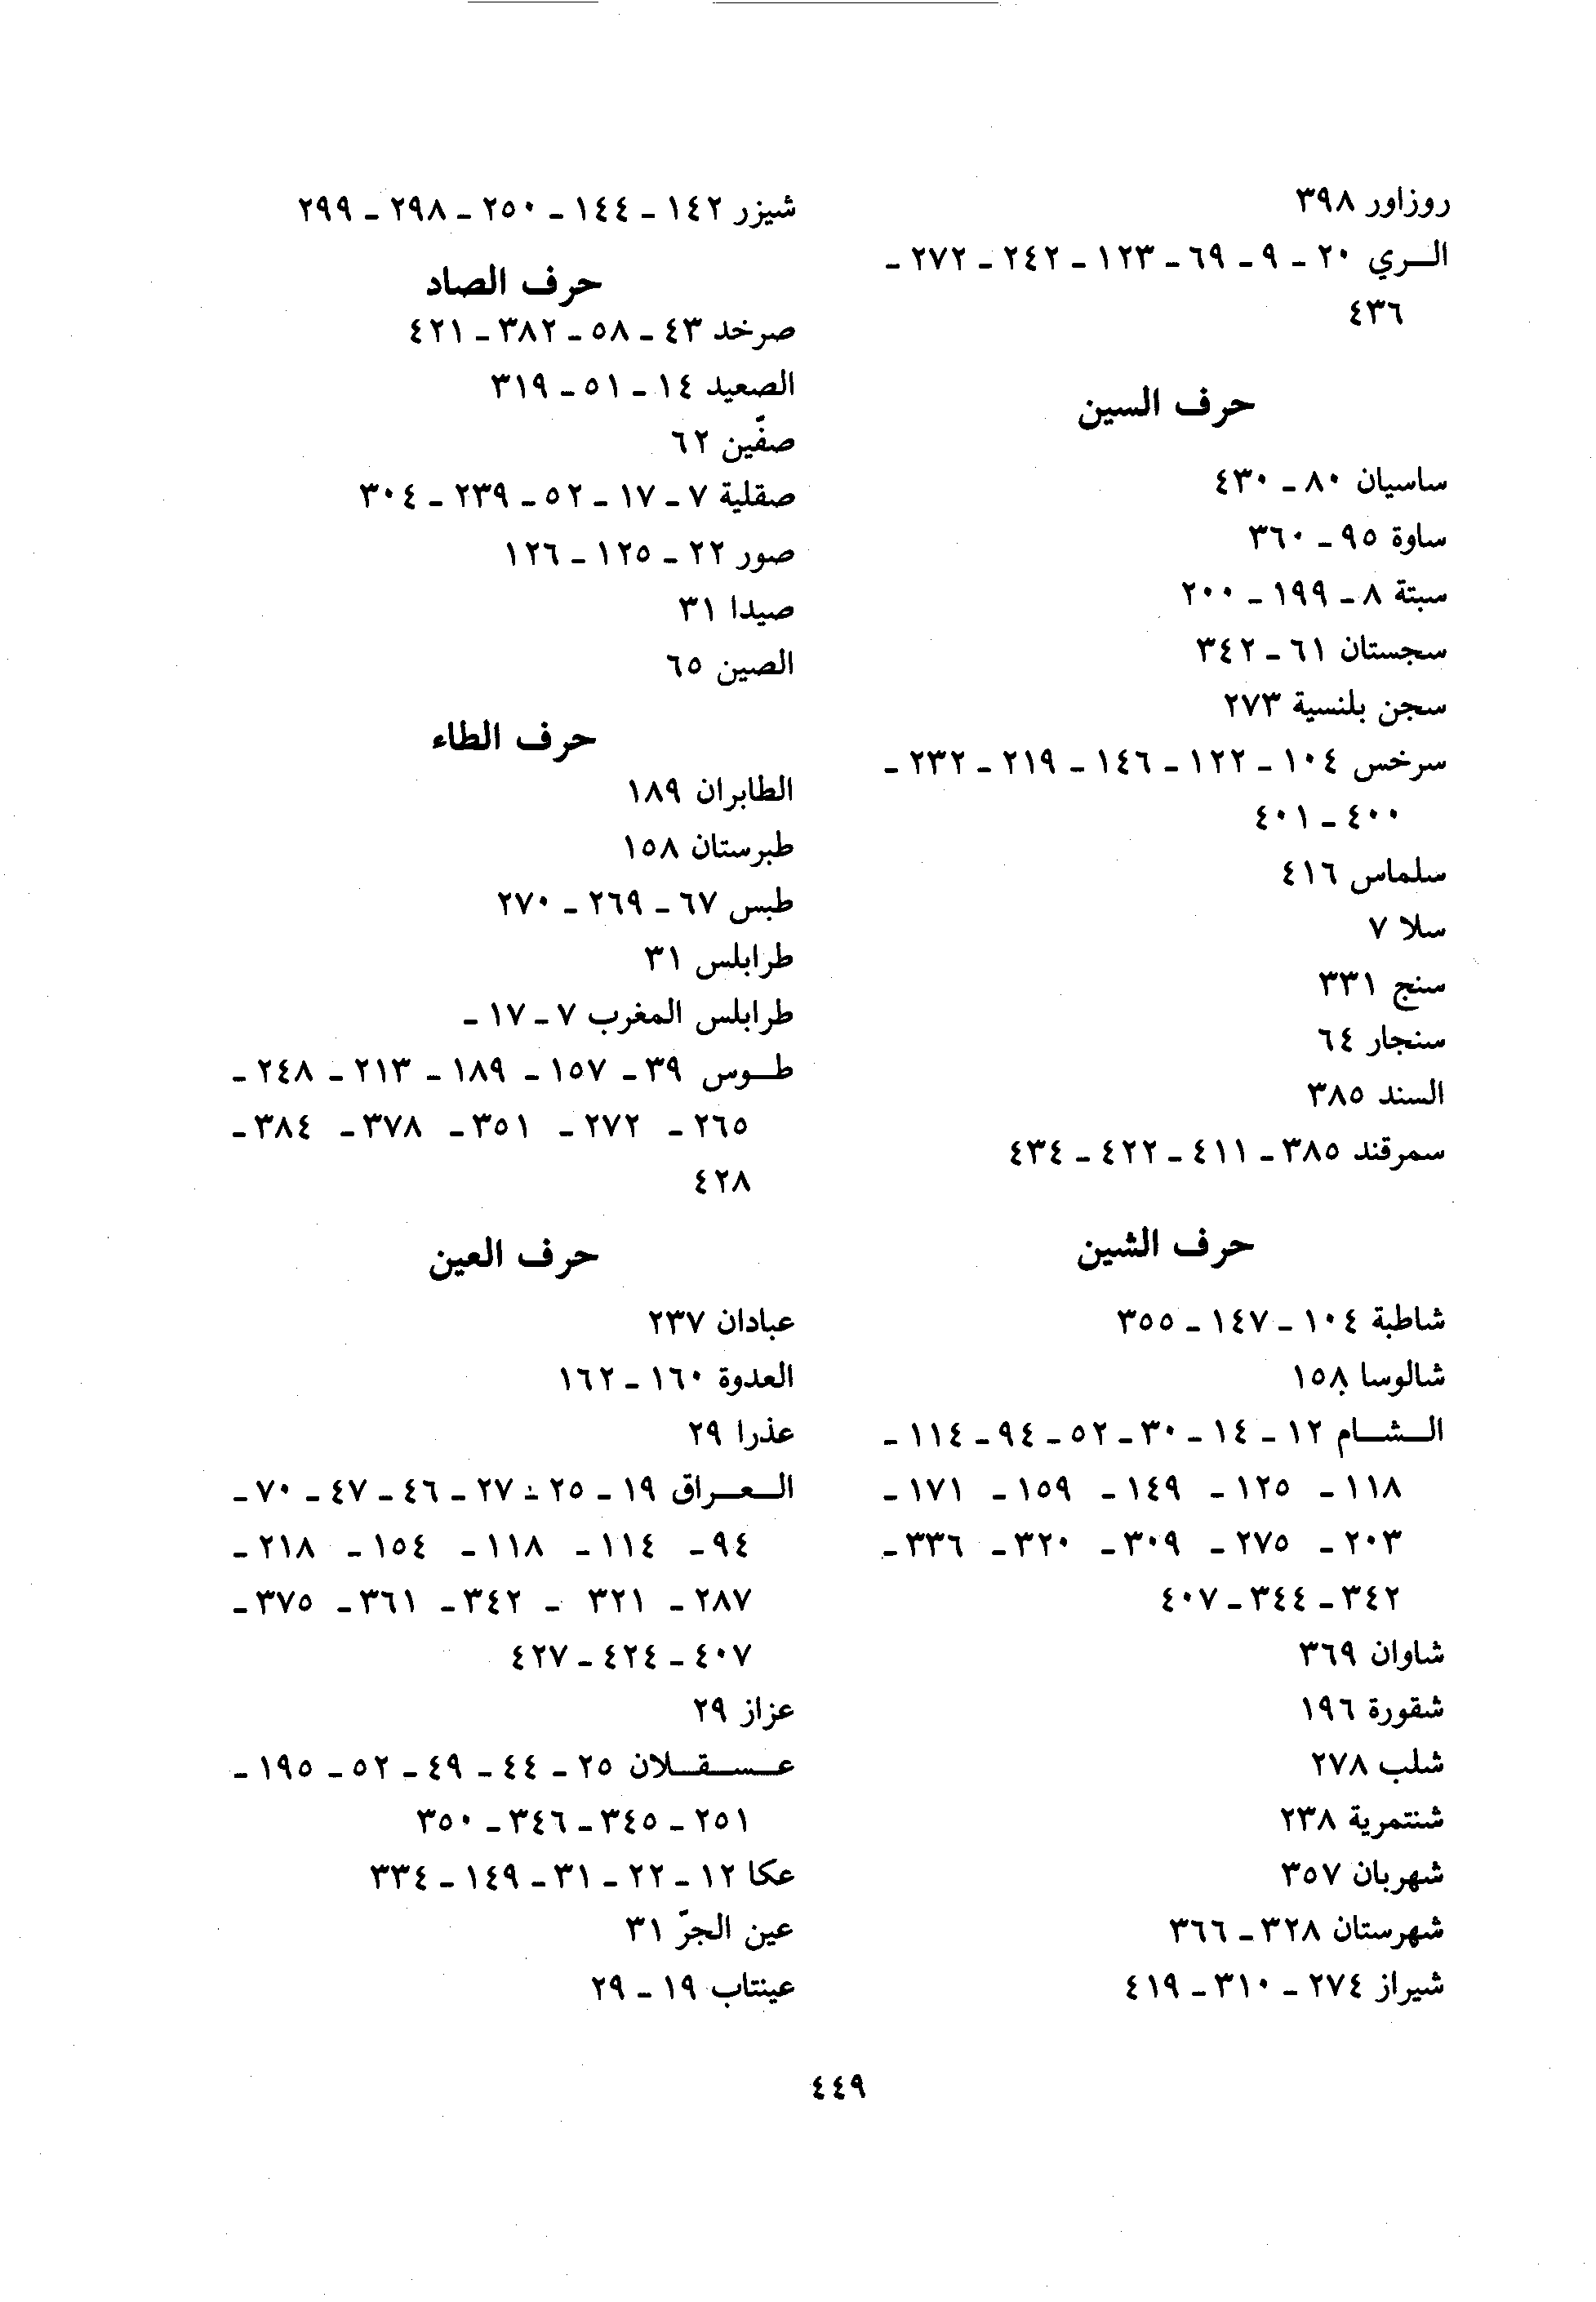 روزاور ٣٩٨
الري ٢٠ ـ ٩ ـ ٦٩ ـ ١٢٣ ـ ٢٤٢ ـ ٢٧٢ ـ
٤٣٦
حرف السين
ساسيان ٨٠ ـ ٤٣٠
ساوة ٩٥ ـ ٣٦٠
سبتة ٨ ـ ١٩٩ ـ ٢٠٠
سجستان ٦١ ـ ٣٤٢
سجن بلنسية ٢٧٣
سرخس ١٠٤ ـ ١٢٢ ـ ١٤٦ ـ ٢١٩ ـ ٢٣٢ ـ
٤٠٠ ـ ٤٠١
سلماس ٤١٦
سلا ٧
سنج ٣٣١
سنجار ٦٤
السند ٣٨٥
سمرقند ٣٨٥ ـ ٤١١ ـ ٤٢٢ ـ ٤٣٤
حرف الشين
شاطبة ١٠٤ ـ ١٤٧ ـ ٣٥٥
شالوسا ١٥٨
الشام ١٢ ـ ١٤ ـ ٣٠ ـ ٥٢ ـ ٩٤ ـ ١١٤ ـ
١١٨ ـ ١٢٥ ـ ١٤٩ ـ ١٥٩ ـ ١٧١ ـ
٢٠٣ ـ ٢٧٥ ـ ٣٠٩ ـ ٣٢٠ ـ ٣٣٦ ـ
٣٤٢ ـ ٣٤٤ ـ ٤٠٧
شاوان ٣٦٩
شقورة ١٩٦
شلب ٢٧٨
شنتمرية ٢٣٨
شهربان ٣٥٧
شهرستان ٣٢٨ ـ ٣٦٦
شيراز ٢٧٤ ـ ٣١٠ ـ ٤١٩
شيزر ١٤٢ ـ ١٤٤ ـ ٢٥٠ ـ ٢٩٨ ـ ٢٩٩
حرف الصاد
صرخد ٤٣ ـ ٥٨ ـ ٣٨٢ ـ ٤٢١
الصعيد ١٤ ـ ٥١ ـ ٣١٩
صفّين ٦٢
صقلية ٧ ـ ١٧ ـ ٥٢ ـ ٢٣٩ ـ ٣٠٤
صور ٢٢ ـ ١٢٥ ـ ١٢٦
صيدا ٣١
الصين ٦٥
حرف الطاء
الطابران ١٨٩
طبرستان ١٥٨
طبس ٦٧ ـ ٢٦٩ ـ ٢٧٠
طرابلس ٣١
طرابلس المغرب ٧ ـ ١٧ ـ
طوس ٣٩ ـ ١٥٧ ـ ١٨٩ ـ ٢١٣ ـ ٢٤٨ ـ
٢٦٥ ـ ٢٧٢ ـ ٣٥١ ـ ٣٧٨ ـ ٣٨٤ ـ
٤٢٨
حرف العين
عبادان ٢٣٧
العدوة ١٦٠ ـ ١٦٢
عذرا ٢٩
العراق ١٩ ـ ٢٥ ـ ٢٧ ـ ٤٦ ـ ٤٧ ـ ٧٠ ـ
٩٤ ـ ١١٤ ـ ١١٨ ـ ١٥٤ ـ ٢١٨ ـ
٢٨٧ ـ ٣٢١ ـ ٣٤٢ ـ ٣٦١ ـ ٣٧٥ ـ
٤٠٧ ـ ٤٢٤ ـ ٤٢٧
عزاز ٢٩
عسقلان ٢٥ ـ ٤٤ ـ ٤٩ ـ ٥٢ ـ ١٩٥ ـ
٢٥١ ـ ٣٤٥ ـ ٣٤٦ ـ ٣٥٠
عكا ١٢ ـ ٢٢ ـ ٣١ ـ ١٤٩ ـ ٣٣٤
عين الجرّ ٣١
عينتاب ١٩ ـ ٢٩
٤٤٩